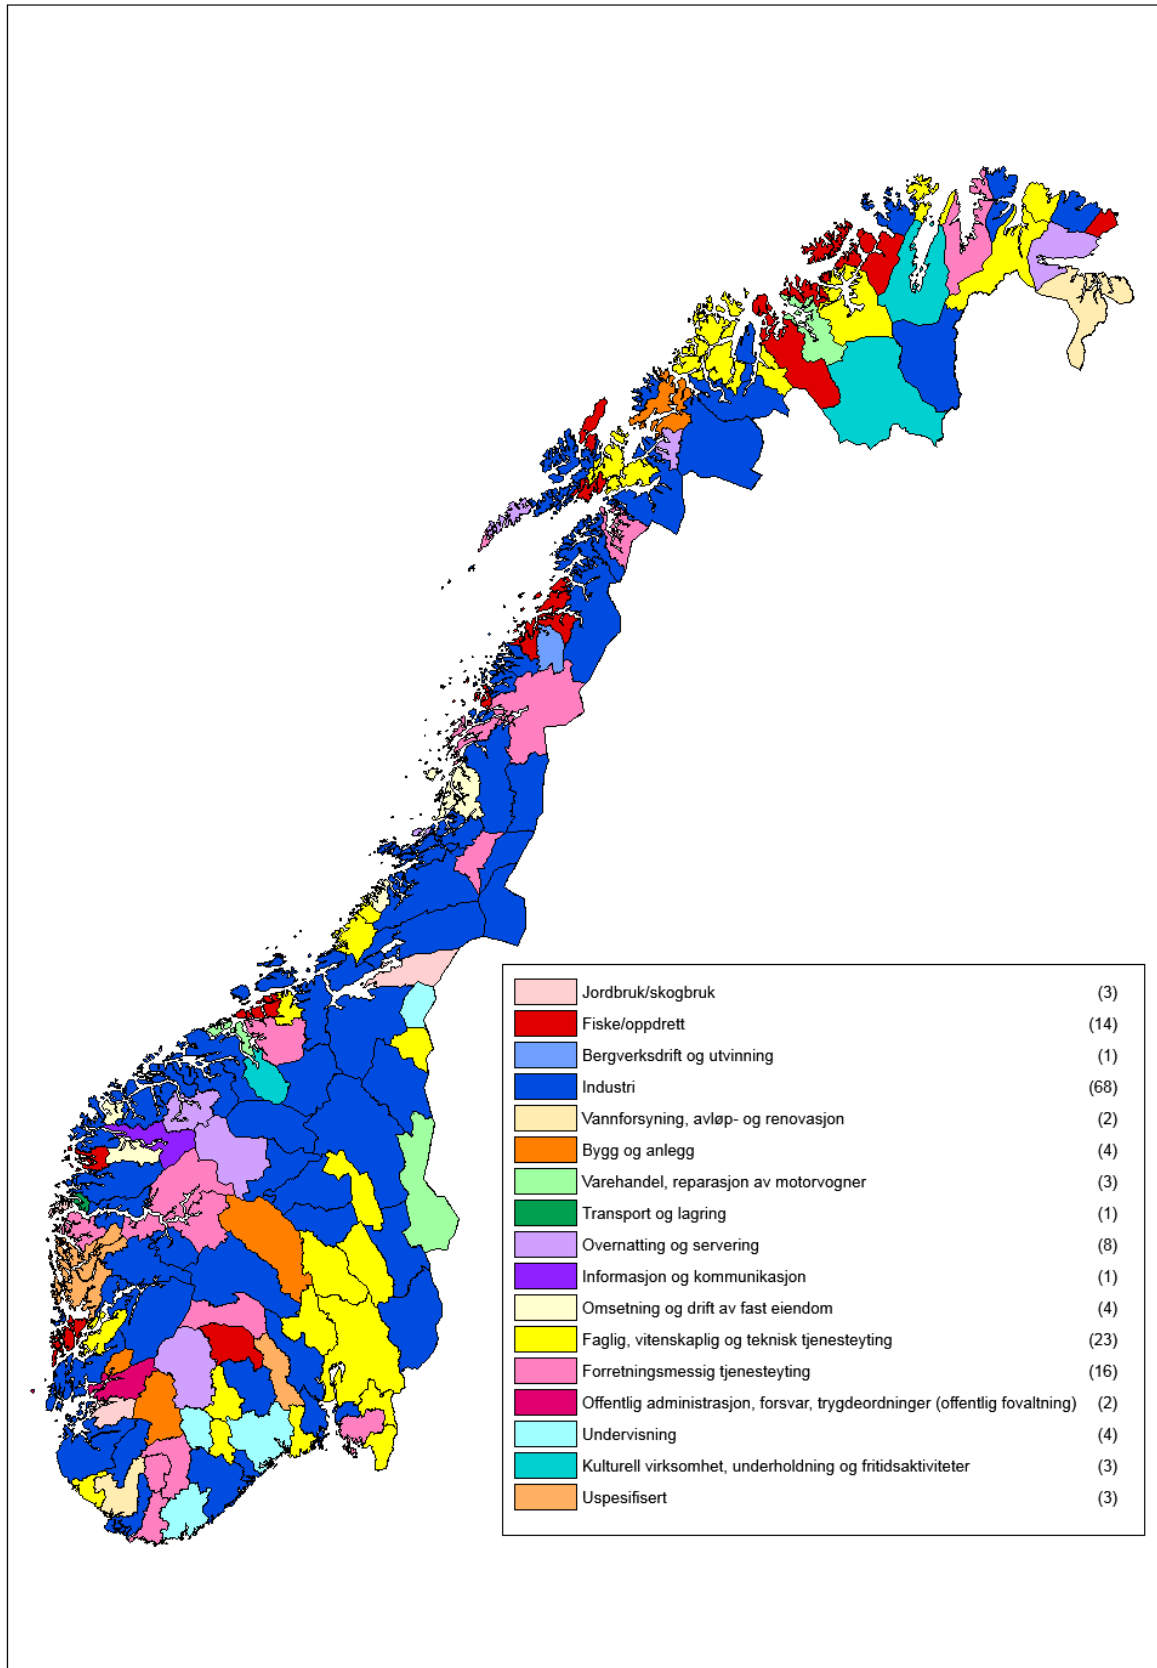 Jordbruk/skogbruk (3)
Fiske/oppdrett (14)
Bergverksdrift og utvinning (1)
Industri (68)
Vannforsyning, avløp- og renovasjon (2)
Bygg og anlegg (4)
Varehandel, reparasjon av motorvogner (3)
Transport og lagring (1)
Overnatting og servering (8)
Informasjon og kommunikasjon (1)
Omsetning og drift av fast eiendom (4)
Faglig, vitenskaplig og teknisk tjenesteyting (23)
Forretningsmessig tjenesteyting (16)
Offentlig administrasjon, forsvar, trygdeordninger (offentlig fovaltning) (2)
Undervisning (4)
Kulturell virksomhet, underholdning og fritidsaktiviteter (3)
Uspesifisert (3)